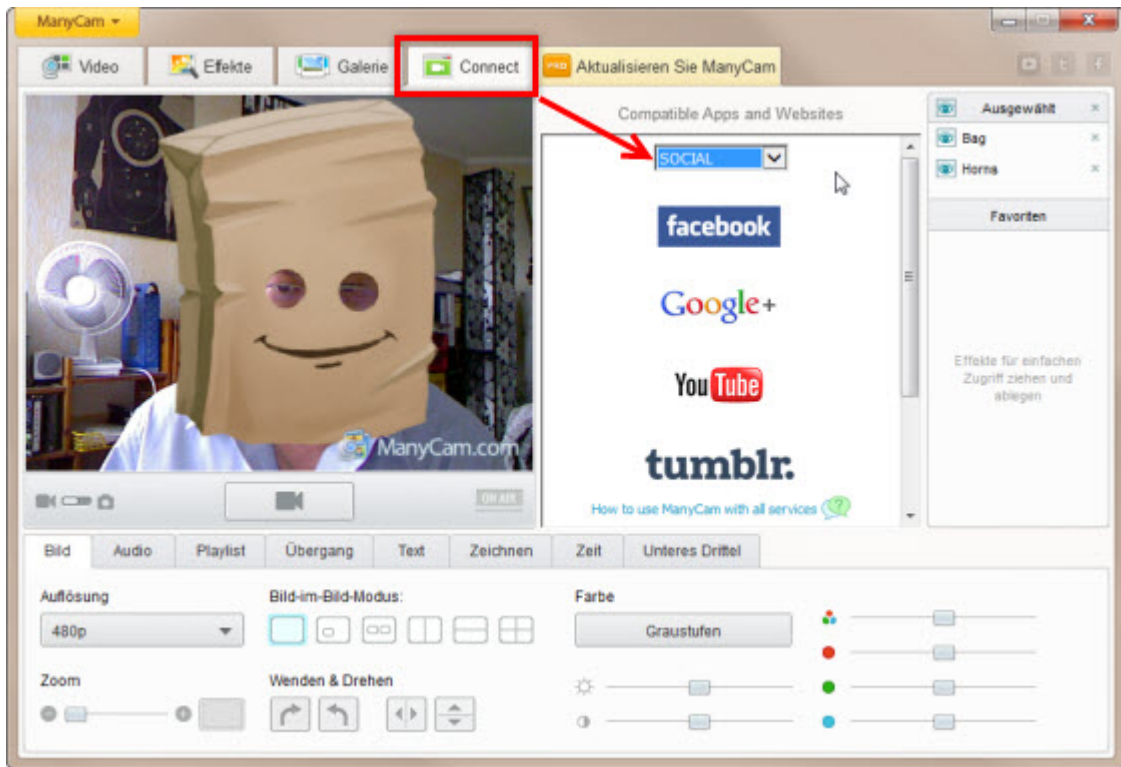 ManyCam
Video
Effekte
Galerie
Connect
PRO
Aktualisieren Sie ManyCam
Compatible Apps and Websites
SOCIAL
facebook
Google+
YouTube
tumblr.
How to use ManyCam with all services
Ausgewählt
Bag
Horns
Favoriten
Effekte für einfachen
Zugriff ziehen und
ablegen
ManyCam.com
ON AIR
Bild
Audio
Playlist
Übergang
Text
Zeichnen
Zeit
Unteres Drittel
Auflösung
480p
Bild-im-Bild-Modus:
Farbe
Graustufen
Zoom
Wenden & Drehen